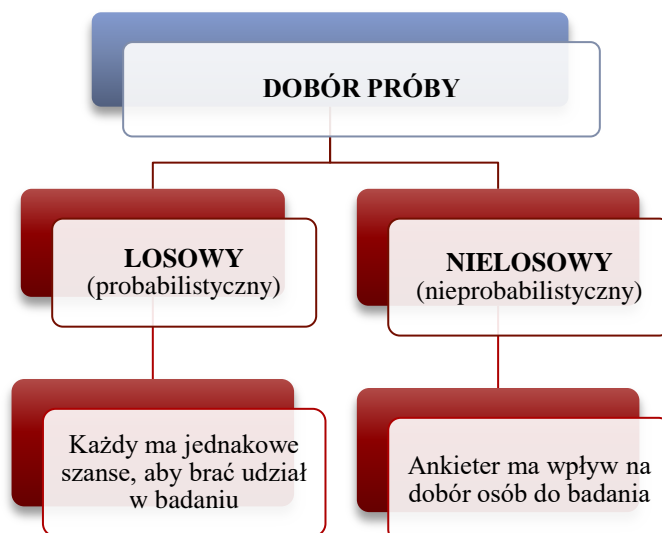 DOBÓR PRÓBY
LOSOWY
(probabilistyczny)
NIELOSOWY
(nieprobabilistyczny)
Każdy ma jednakowe
szanse, aby brać udział
w badaniu
Ankieter ma wpływ na
dobór osób do badania